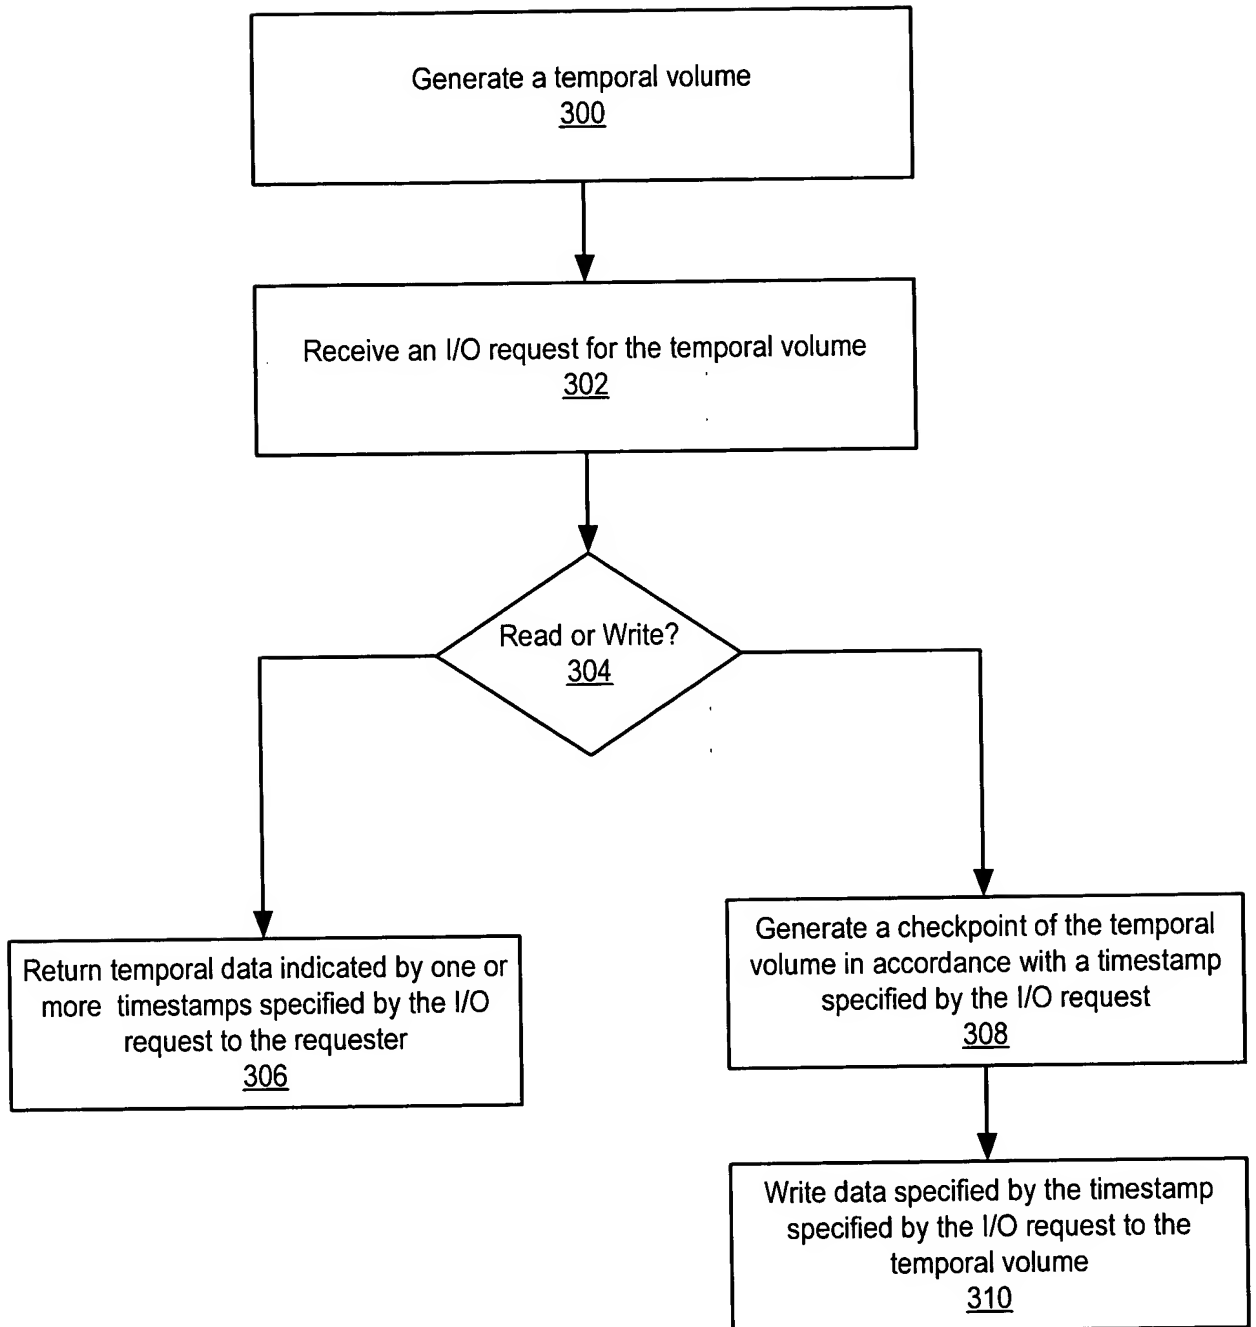 Generate a temporal volume
300
Receive an I/O request for the temporal volume
302
Read or Write?
304
Return temporal data indicated by one or
more timestamps specified by the I/O
request to the requester
306
Generate a checkpoint of the temporal
volume in accordance with a timestamp
specified by the I/O request
308
Write data specified by the timestamp
specified by the I/O request to the
temporal volume
310